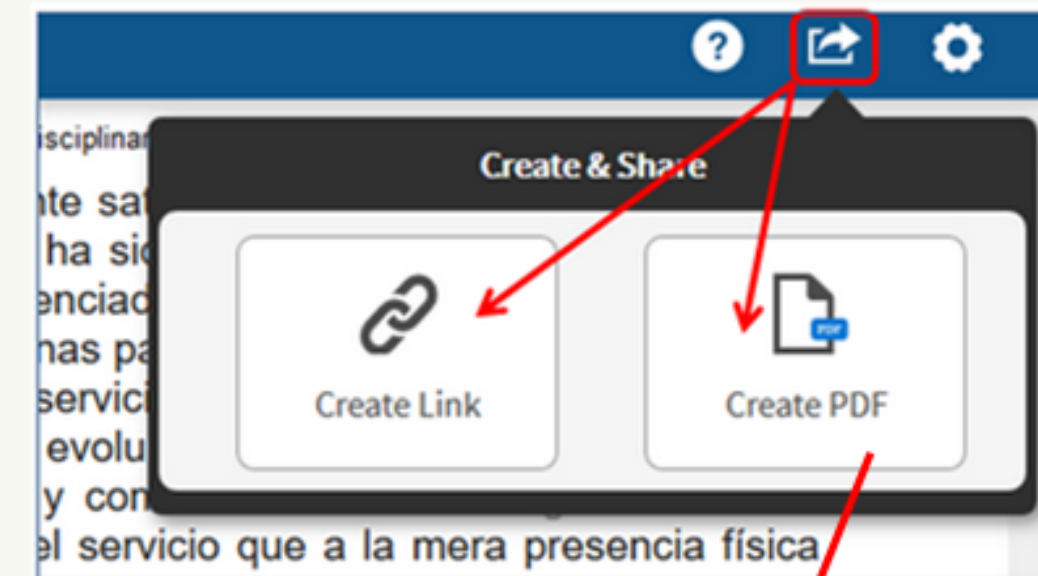 ?
isciplinar
Create & Share
nte sat
ha sid
enciad
Create Link
PDF
Create PDF
nas pa
servici
evolu
y con
el servicio que a la mera presencia física